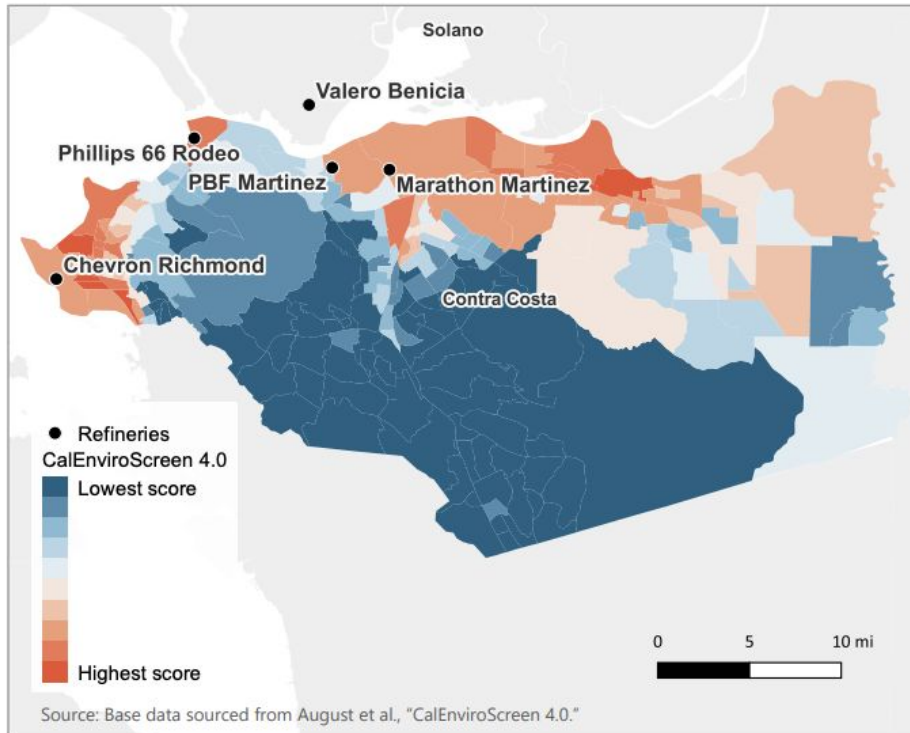 Solano
Valero Benicia
Phillips 66 Rodeo
PBF Martinez
Marathon Martinez
Chevron Richmond
Contra Costa
Refineries
CalEnviroScreen 4.0
Lowest score
Highest score
0 5 10 mi
Source: Base data sourced from August et al., “CalEnviroScreen 4.0.”